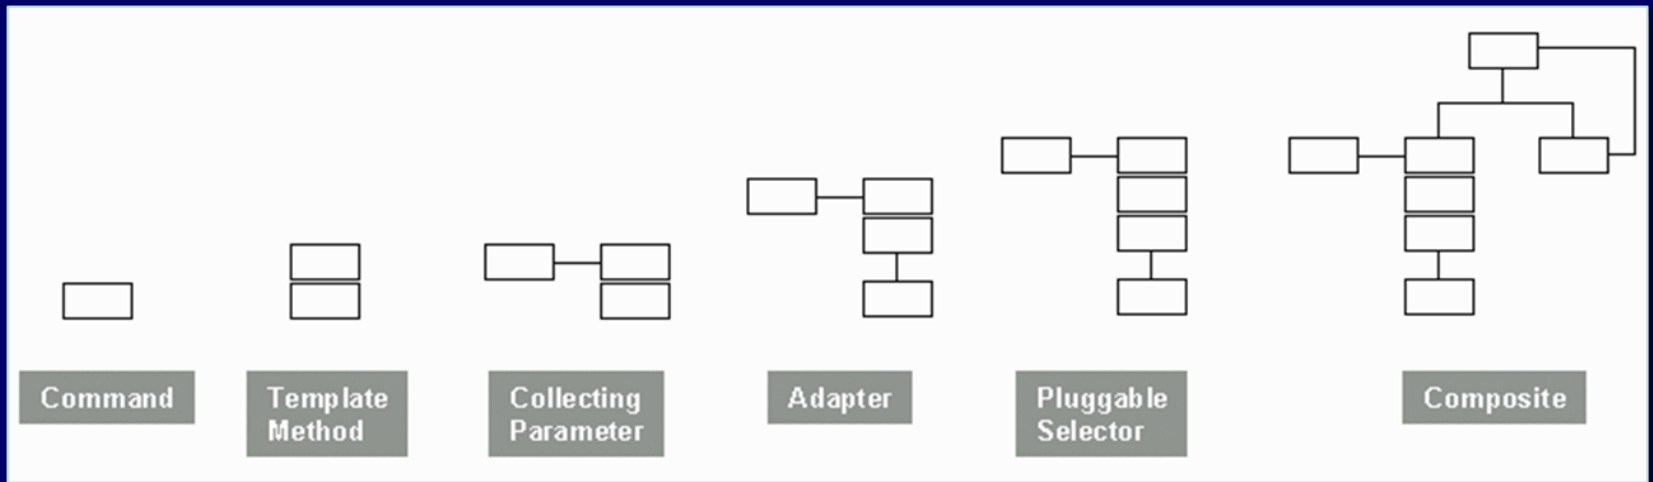 Command
Template
Method
Collecting
Parameter
Adapter
Pluggable
Selector
Composite